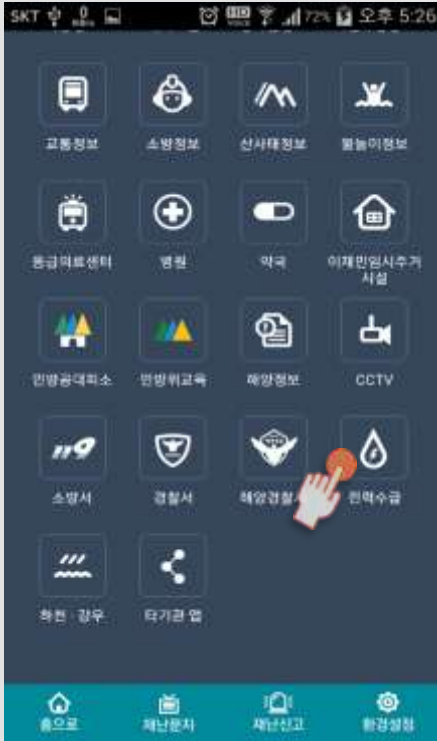 SKT 0 HD VOICE 72% 오후 5:26
교통정보 소방정보 산사태정보 물놀이정보
응급의료센터 병원 약국 이재민임시주거
시설
민방공대피소 민방위교육 해양정보 CCTV
119
소방서 경찰서 해양경찰 전력수급
하천·강우 타기관 앱
홈으로 재난문자 재난신고 환경설정